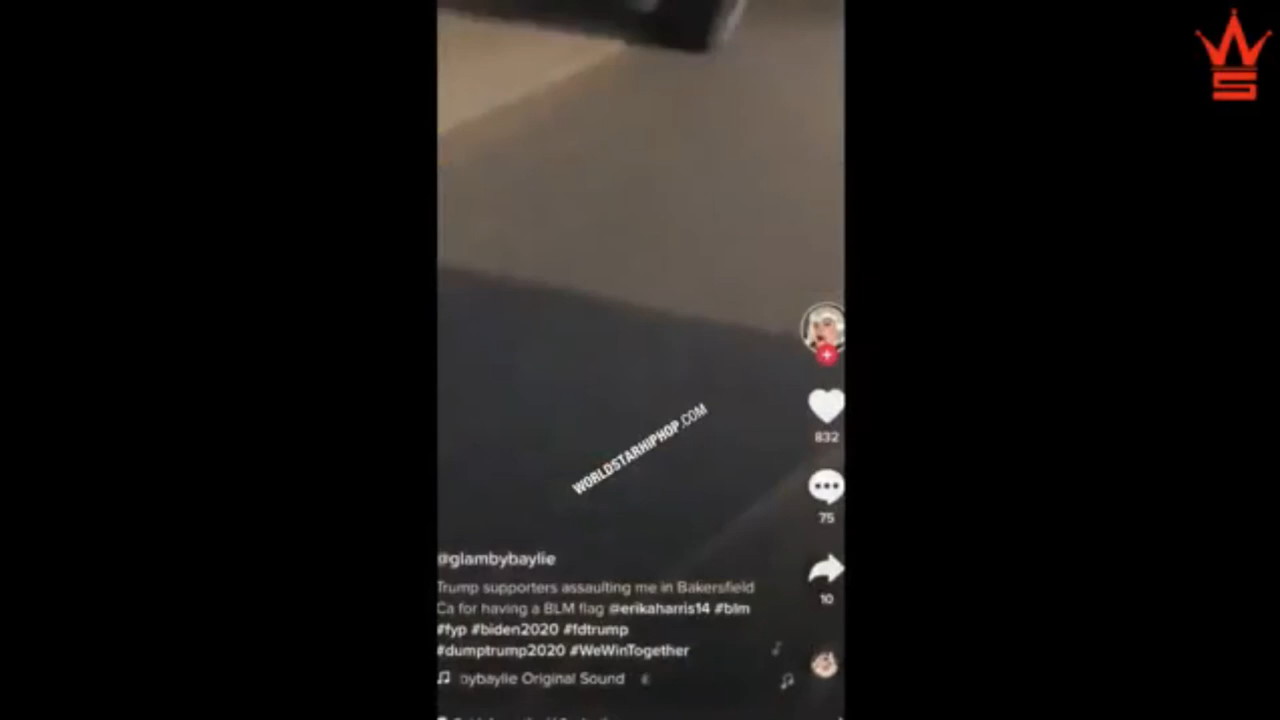 WS
832
WORLDSTARHIPHOP.COM
75
@glambybaylie
Trump supporters assaulting me in Bakersfield
Ca for having a BLM flag @erikaharris14 #blm
10
#fyp #biden2020 #fdtrump
#dumptrump2020 #WeWinTogether
bybaylie Original Sound